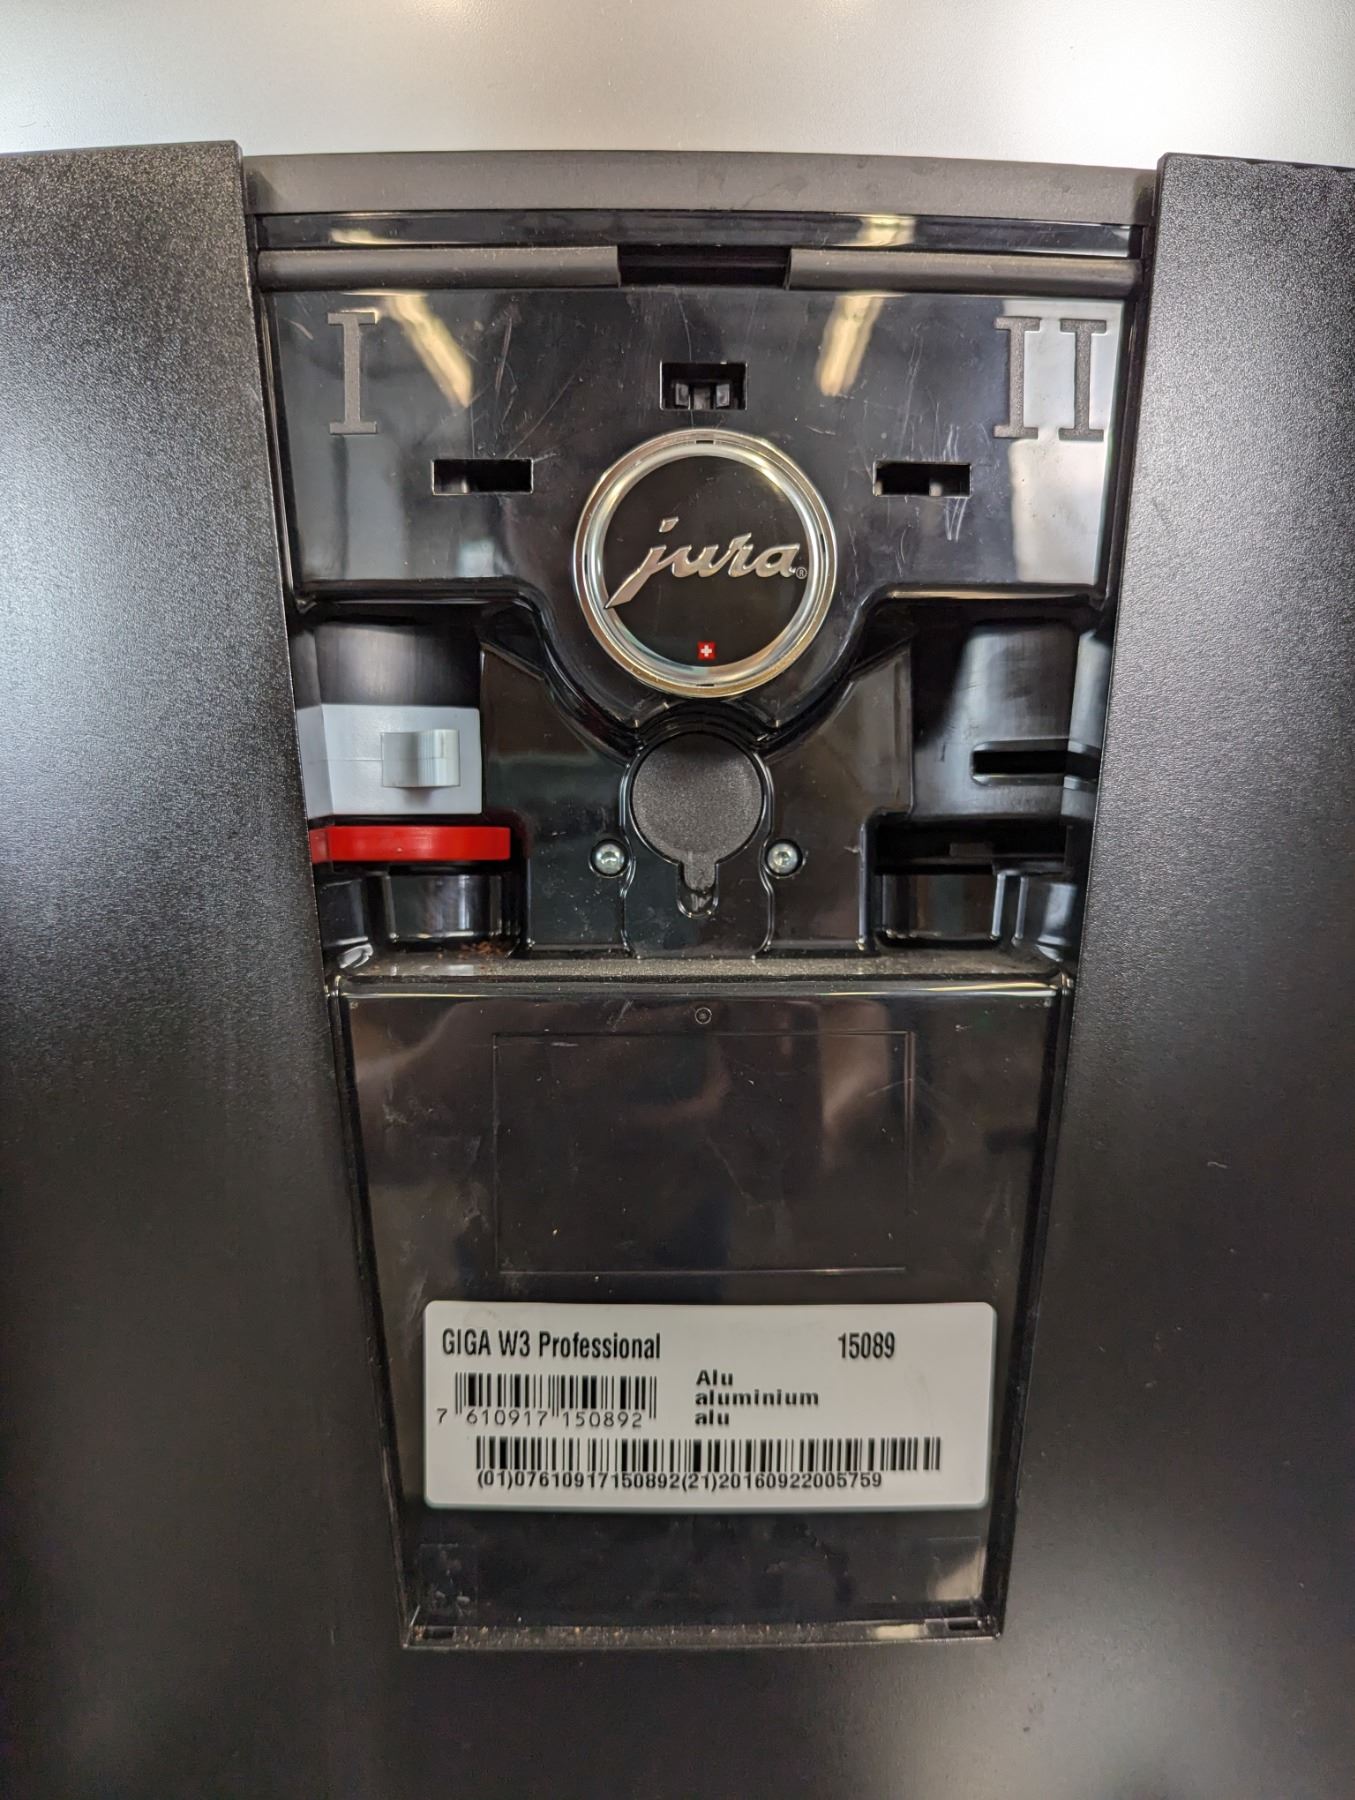 I
II
jura®
GIGA W3 Professional 15089
Alu
aluminium
alu
7 610917 150892
(01)07610917150892(21)20160922005759